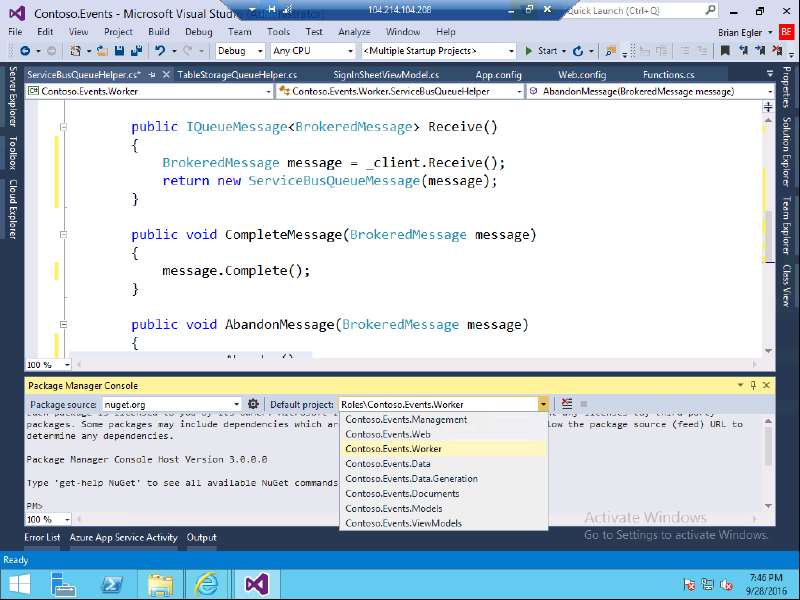 Contoso.Events - Microsoft Visual Studio
104.214.104.208
Quick Launch (Ctrl+Q)
File Edit View Project Build Debug Team Tools Test Analyze Window Help
Brian Egler BE
Debug Any CPU <Multiple Startup Projects> Start
ServiceBusQueueHelper.cs* TableStorageQueueHelper.cs SignInSheetViewModel.cs App.config Web.config Functions.cs
Contoso.Events.Worker Contoso.Events.Worker.ServiceBusQueueHelper AbandonMessage(BrokeredMessage message)
Server Explorer
Toolbox
Cloud Explorer
Properties
Solution Explorer
Team Explorer
Class View
public IQueueMessage<BrokeredMessage> Receive()
{
BrokeredMessage message = _client.Receive();
return new ServiceBusQueueMessage(message);
}
public void CompleteMessage(BrokeredMessage message)
{
message.Complete();
}
public void AbandonMessage(BrokeredMessage message)
{
100 %
Package Manager Console
Package source: nuget.org Default project: Roles\Contoso.Events.Worker
Contoso.Events.Management
Contoso.Events.Web
Contoso.Events.Worker
Contoso.Events.Data
Contoso.Events.Data.Generation
Contoso.Events.Documents
Contoso.Events.Models
Contoso.Events.ViewModels
packages. Some packages may include dependencies which ar low the package source (feed) URL to
determine any dependencies.
Package Manager Console Host Version 3.0.0.0
Type 'get-help NuGet' to see all available NuGet commands
PM>
100 %
Activate Windows
Go to Settings to activate Windows.
Error List Azure App Service Activity Output
Ready
7:46 PM
9/28/2016